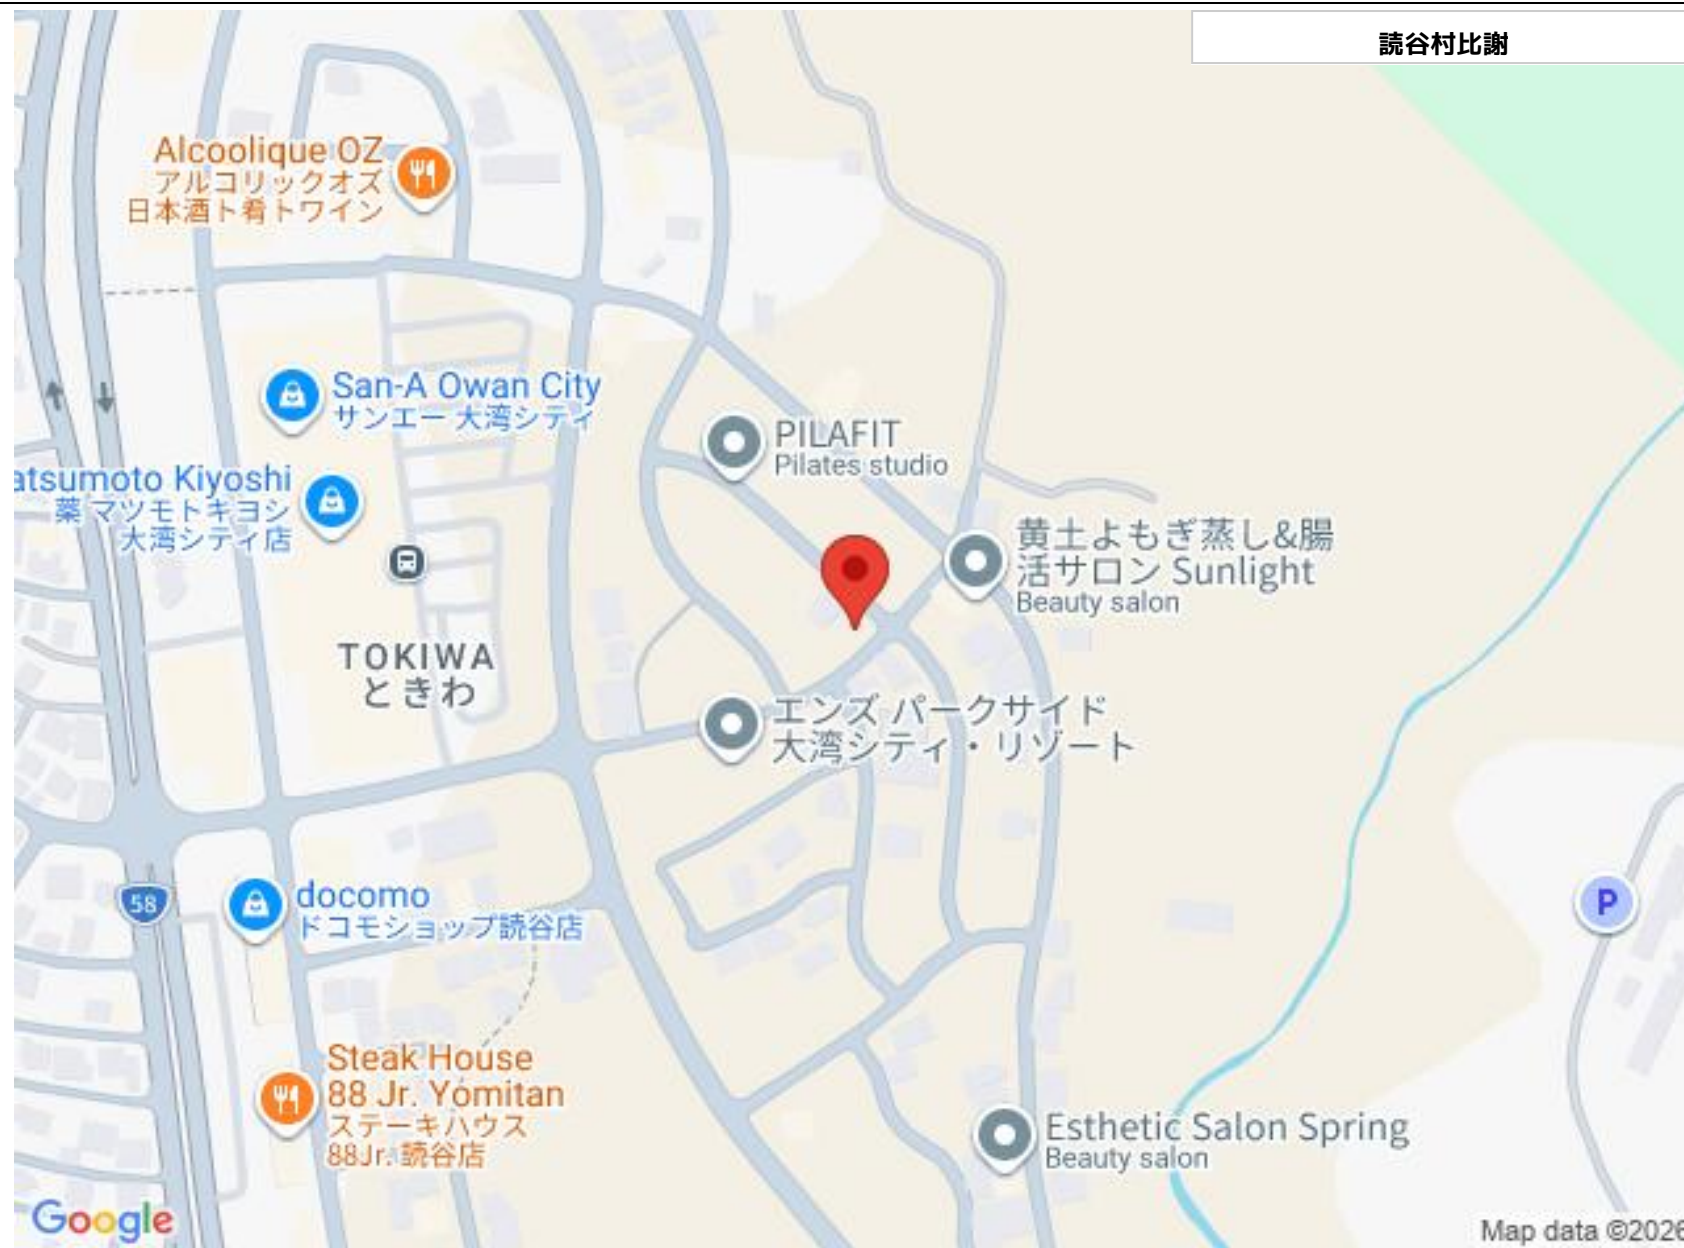 読谷村比謝
Alcoolique OZ
アルコリックオズ
日本酒ト肴トワイン
San-A Owan City
サンエー 大湾シティ
atsumoto Kiyoshi
薬 マツモトキヨシ
大湾シティ店
PILAFIT
Pilates studio
黄土よもぎ蒸し&腸
活サロン Sunlight
Beauty salon
TOKIWA
ときわ
エンズ パークサイド
大湾シティ・リゾート
58
docomo
ドコモショップ読谷店
P
Steak House
88 Jr. Yomitan
ステーキハウス
88Jr. 読谷店
Esthetic Salon Spring
Beauty salon
Google
Map data ©2026